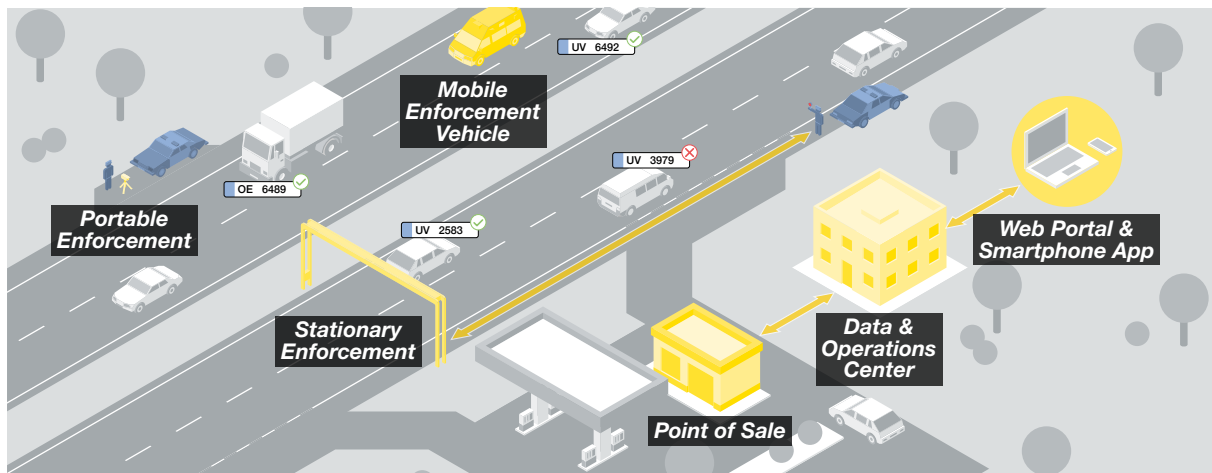 UV 6492
Mobile
Enforcement
Vehicle
UV 3979
OE 6489
Portable
Enforcement
UV 2583
Web Portal &
Smartphone App
Stationary
Enforcement
Data &
Operations
Center
Point of Sale